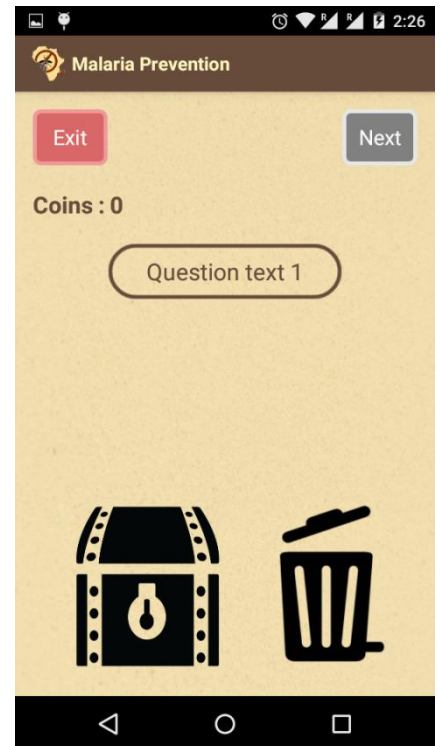 R R 2:26
Malaria Prevention
Exit Next
Coins : 0
Question text 1